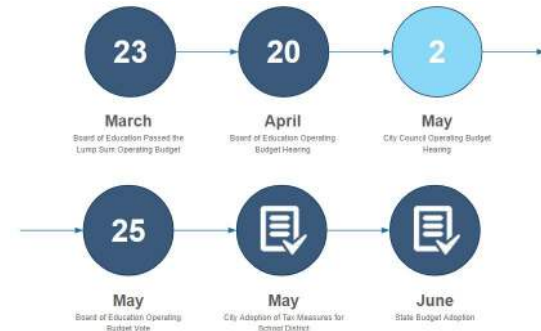 23
20
2
March
April
May
Board of Education Passed the
Lump Sum Operating Budget
Board of Education Operating
Budget Hearing
City Council Operating Budget
Hearing
25
May
May
June
Board of Education Operating
Budget Vote
City Adoption of Tax Measures for
School District
State Budget Adoption